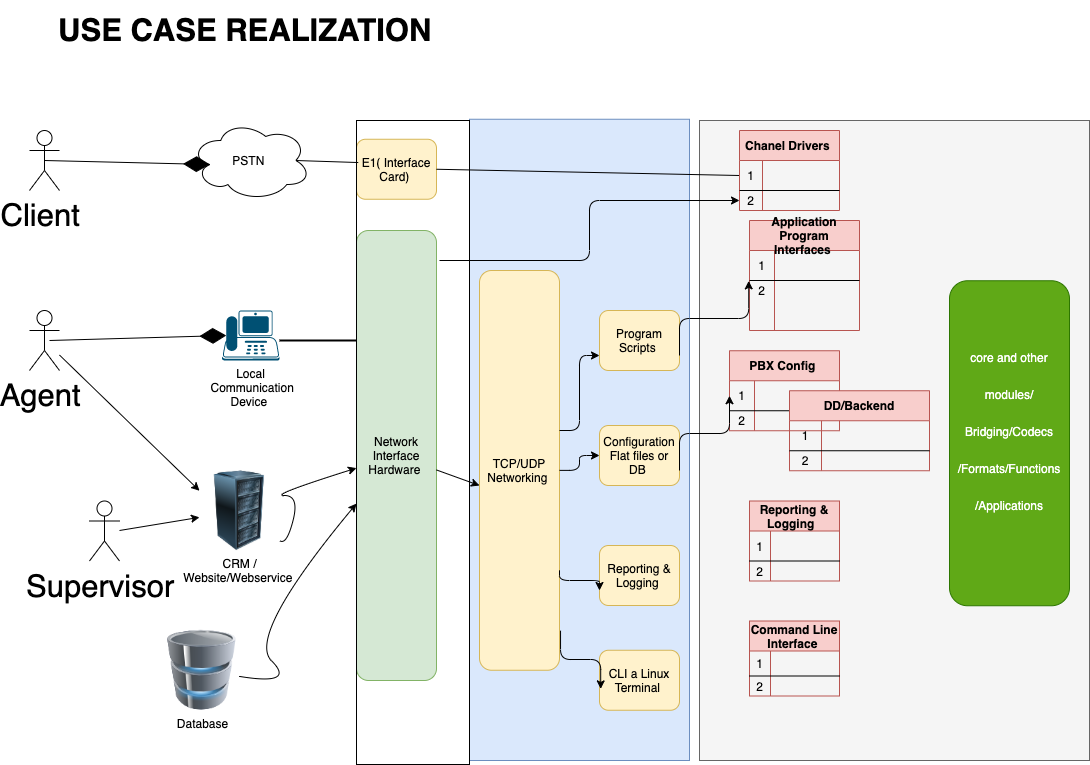 USE CASE REALIZATION
Client
PSTN
E1( Interface
Card)
Chanel Drivers
1
2
Application
Program
Interfaces
1
2
Agent
Local
Communication
Device
Program
Scripts
PBX Config
1
2
DD/Backend
1
2
core and other
modules/
Bridging/Codecs
/Formats/Functions
/Applications
Network
Interface
Hardware
TCP/UDP
Networking
Configuration
Flat files or
DB
Supervisor
CRM /
Website/Webservice
Reporting &
Logging
Reporting &
Logging
1
2
CLI a Linux
Terminal
Command Line
Interface
1
2
Database